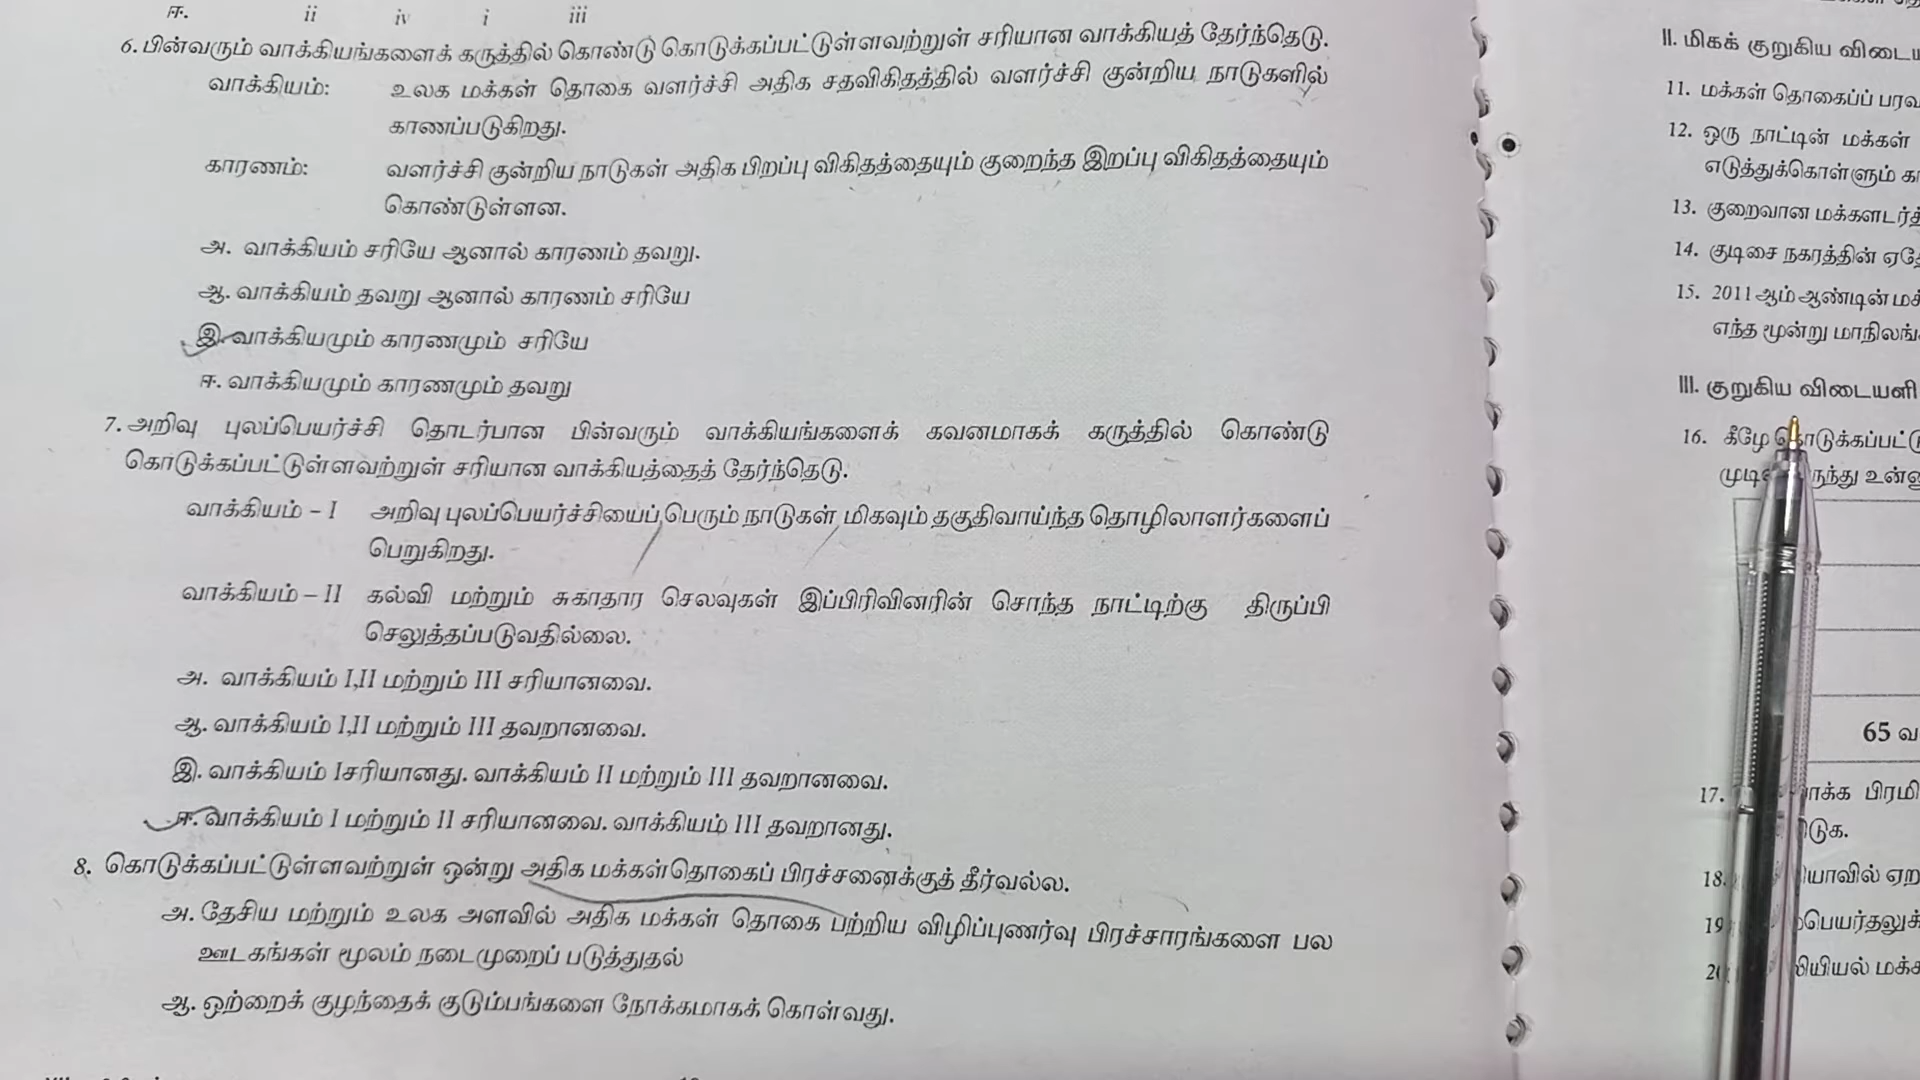 ஈ. ii iv i iii
6. பின்வரும் வாக்கியங்களைக் கருத்தில் கொண்டு கொடுக்கப்பட்டுள்ளவற்றுள் சரியான வாக்கியத் தேர்ந்தெடு.
வாக்கியம்: உலக மக்கள் தொகை வளர்ச்சி அதிக சதவிகிதத்தில் வளர்ச்சி குன்றிய நாடுகளில்
காணப்படுகிறது.
காரணம்: வளர்ச்சி குன்றிய நாடுகள் அதிக பிறப்பு விகிதத்தையும் குறைந்த இறப்பு விகிதத்தையும்
கொண்டுள்ளன.
அ. வாக்கியம் சரியே ஆனால் காரணம் தவறு.
ஆ. வாக்கியம் தவறு ஆனால் காரணம் சரியே
இ. வாக்கியமும் காரணமும் சரியே
ஈ. வாக்கியமும் காரணமும் தவறு
7. அறிவு புலப்பெயர்ச்சி தொடர்பான பின்வரும் வாக்கியங்களைக் கவனமாகக் கருத்தில் கொண்டு
கொடுக்கப்பட்டுள்ளவற்றுள் சரியான வாக்கியத்தைத் தேர்ந்தெடு.
வாக்கியம் – I அறிவு புலப்பெயர்ச்சியைப் பெரும் நாடுகள் மிகவும் தகுதிவாய்ந்த தொழிலாளர்களைப்
பெறுகிறது.
வாக்கியம் – II கல்வி மற்றும் சுகாதார செலவுகள் இப்பிரிவினரின் சொந்த நாட்டிற்கு திருப்பி
செலுத்தப்படுவதில்லை.
அ. வாக்கியம் I,II மற்றும் III சரியானவை.
ஆ. வாக்கியம் I,II மற்றும் III தவறானவை.
இ. வாக்கியம் I சரியானது. வாக்கியம் II மற்றும் III தவறானவை.
ஈ. வாக்கியம் I மற்றும் II சரியானவை. வாக்கியம் III தவறானது.
8. கொடுக்கப்பட்டுள்ளவற்றுள் ஒன்று அதிக மக்கள்தொகைப் பிரச்சனைக்குத் தீர்வல்ல.
அ. தேசிய மற்றும் உலக அளவில் அதிக மக்கள் தொகை பற்றிய விழிப்புணர்வு பிரச்சாரங்களை பல
ஊடகங்கள் மூலம் நடைமுறைப் படுத்துதல்
ஆ. ஒற்றைக் குழந்தைக் குடும்பங்களை நோக்கமாகக் கொள்வது.
II. மிகக் குறுகிய
11. மக்கள் தொகைப்
12. ஒரு நாட்டின் மக்கள்
எடுத்துக்கொள்ளும்
13. குறைவான
14. குடிசை நகரத்தின்
15. 2011 ஆம் ஆண்டின்
எந்த மூன்று
III. குறுகிய
16. கீழே
65
17.
18.
19